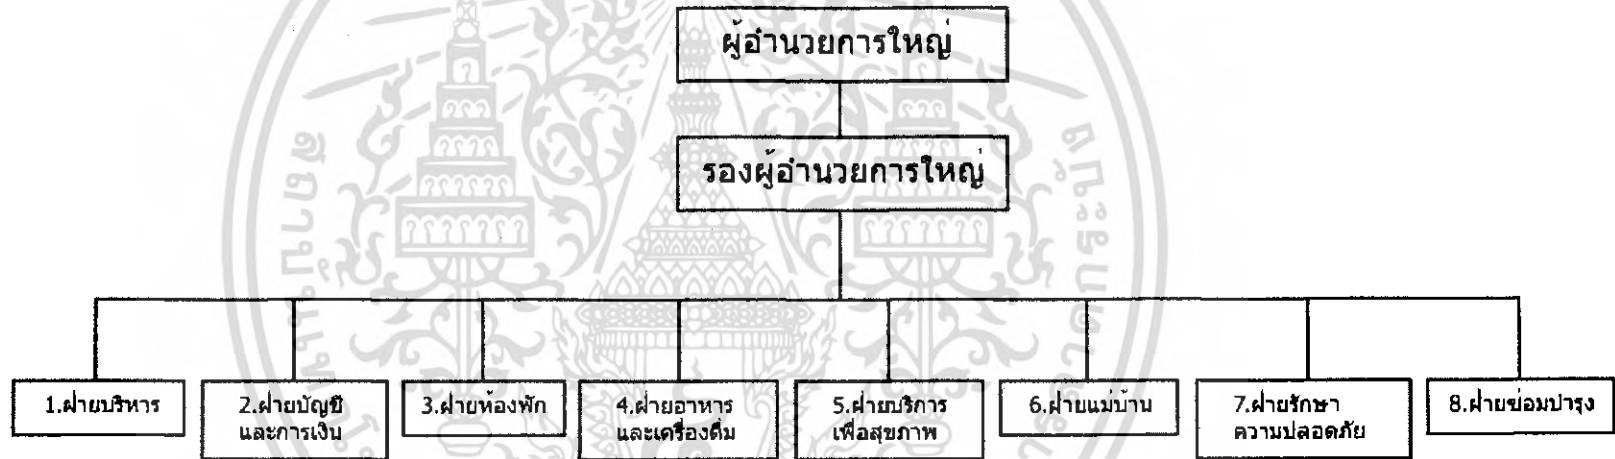 ผู้อำนวยการใหญ่
รองผู้อำนวยการใหญ่
1.ฝ่ายบริหาร
2.ฝ่ายบัญชี
และการเงิน
3.ฝ่ายห้องพัก
4.ฝ่ายอาหาร
และเครื่องดื่ม
5.ฝ่ายบริการ
เพื่อสุขภาพ
6.ฝ่ายแม่บ้าน
7.ฝ่ายรักษา
ความปลอดภัย
8.ฝ่ายซ่อมบำรุง